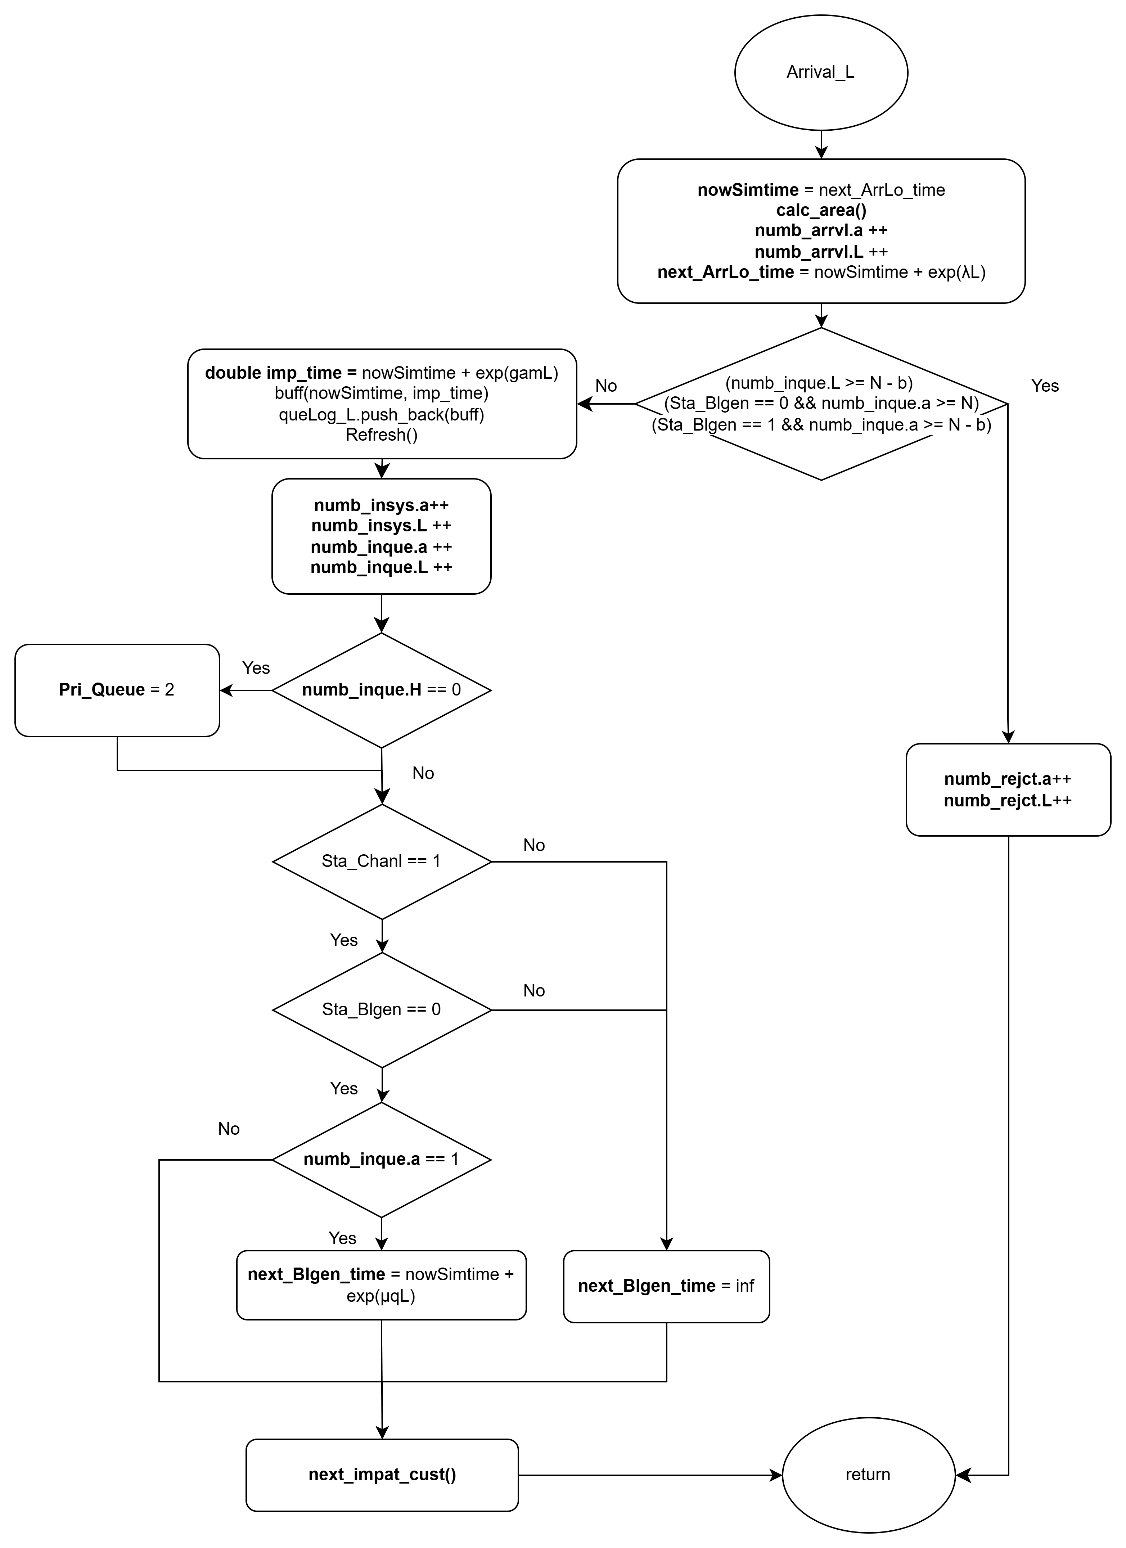 Arrival_L
nowSimtime = next_ArrLo_time
calc_area()
numb_arrvl.a ++
numb_arrvl.L ++
next_ArrLo_time = nowSimtime + exp(λL)
(numb_inque.L >= N - b)
(Sta_Blgen == 0 && numb_inque.a >= N)
(Sta_Blgen == 1 && numb_inque.a >= N - b)
No
Yes
double imp_time = nowSimtime + exp(gamL)
buff(nowSimtime, imp_time)
queLog_L.push_back(buff)
Refresh()
numb_insys.a++
numb_insys.L ++
numb_inque.a ++
numb_inque.L ++
numb_inque.H == 0
Yes
Pri_Queue = 2
No
numb_rejct.a++
numb_rejct.L++
Sta_Chanl == 1
No
Yes
Sta_Blgen == 0
No
Yes
numb_inque.a == 1
No
Yes
next_Blgen_time = nowSimtime +
exp(μqL)
next_Blgen_time = inf
next_impat_cust()
return